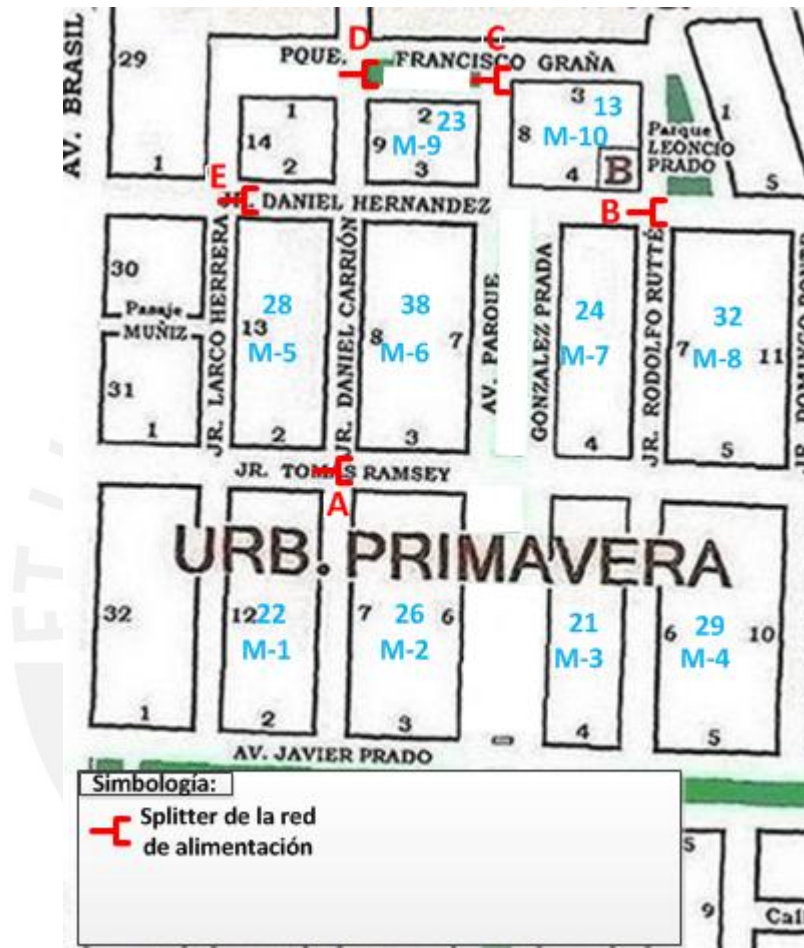 D
C
AV. BRASIL
29
PQUE.
FRANCISCO GRAÑA
1
14
2
1
2
23
9
M-9
3
3
13
8
M-10
4
B
Parque
LEONCIO
PRADO
1
5
E
JR. DANIEL HERNANDEZ
B
30
Pasaje
MUÑIZ
31
1
JR. LARCO HERRERA
28
13
M-5
2
JR. DANIEL CARRIÓN
38
8
7
M-6
3
AV. PARQUE
GONZALEZ PRADA
24
M-7
4
JR. RODOLFO RUTTÉ
32
7
M-8
11
5
JR. DOMINGO
JR. TOMÁS RAMSEY
A
URB. PRIMAVERA
32
1
12
22
M-1
2
7
26
6
M-2
3
21
M-3
4
6
29
10
M-4
5
AV. JAVIER PRADO
Simbología:
Splitter de la red
de alimentación
5
9